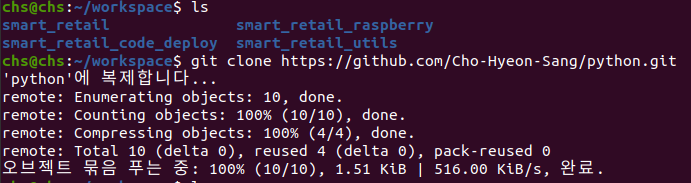 chs@chs:~/workspace$ ls
smart_retail smart_retail_raspberry
smart_retail_code_deploy smart_retail_utils
chs@chs:~/workspace$ git clone https://github.com/Cho-Hyeon-Sang/python.git
'python'에 복제합니다...
remote: Enumerating objects: 10, done.
remote: Counting objects: 100% (10/10), done.
remote: Compressing objects: 100% (4/4), done.
remote: Total 10 (delta 0), reused 4 (delta 0), pack-reused 0
오브젝트 묶음 푸는 중: 100% (10/10), 1.51 KiB | 516.00 KiB/s, 완료.